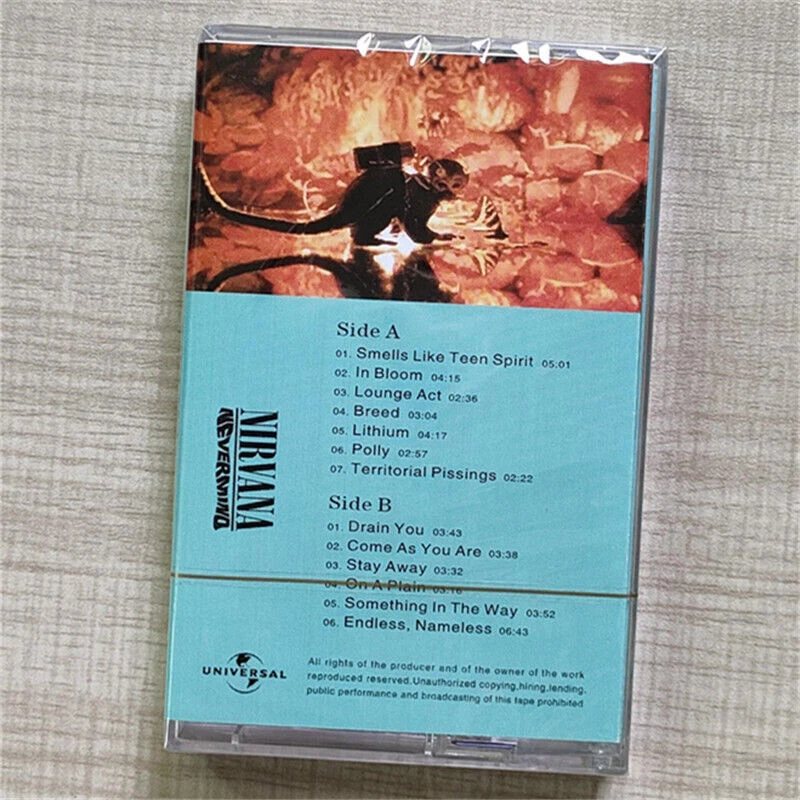 Side A
01. Smells Like Teen Spirit 05:01
02. In Bloom 04:15
03. Lounge Act 02:36
04. Breed 03:04
05. Lithium 04:17
06. Polly 02:57
07. Territorial Pissings 02:22
NIRVANA
NEVERMIND
Side B
01. Drain You 03:43
02. Come As You Are 03:38
03. Stay Away 03:32
04. On A Plain 03:16
05. Something In The Way 03:52
06. Endless, Nameless 06:43
UNIVERSAL
All rights of the producer and of the owner of the work
reproduced reserved.Unauthorized copying,hiring,lending,
public performance and broadcasting of this tape prohibited